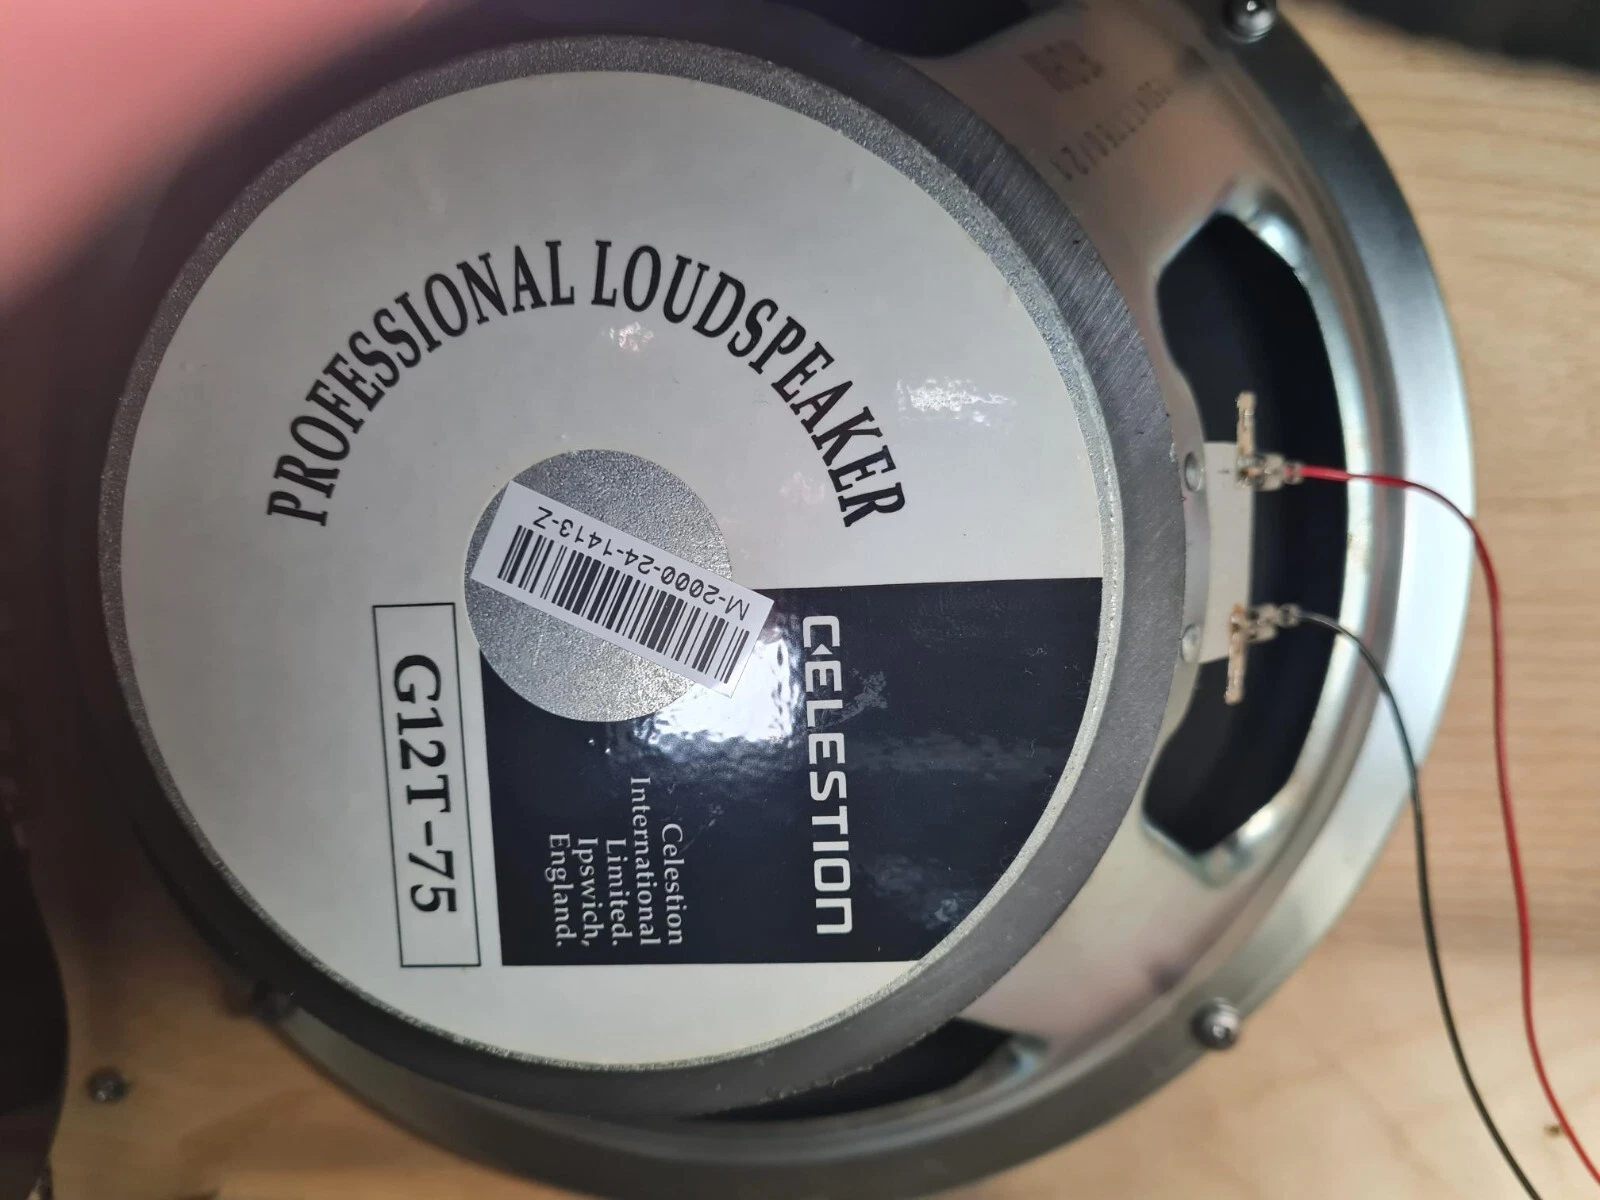 PROFESSIONAL LOUDSPEAKER
M-2000-24-1413-Z
CELESTION
Celestion
International
Limited.
Ipswich,
England.
G12T-75